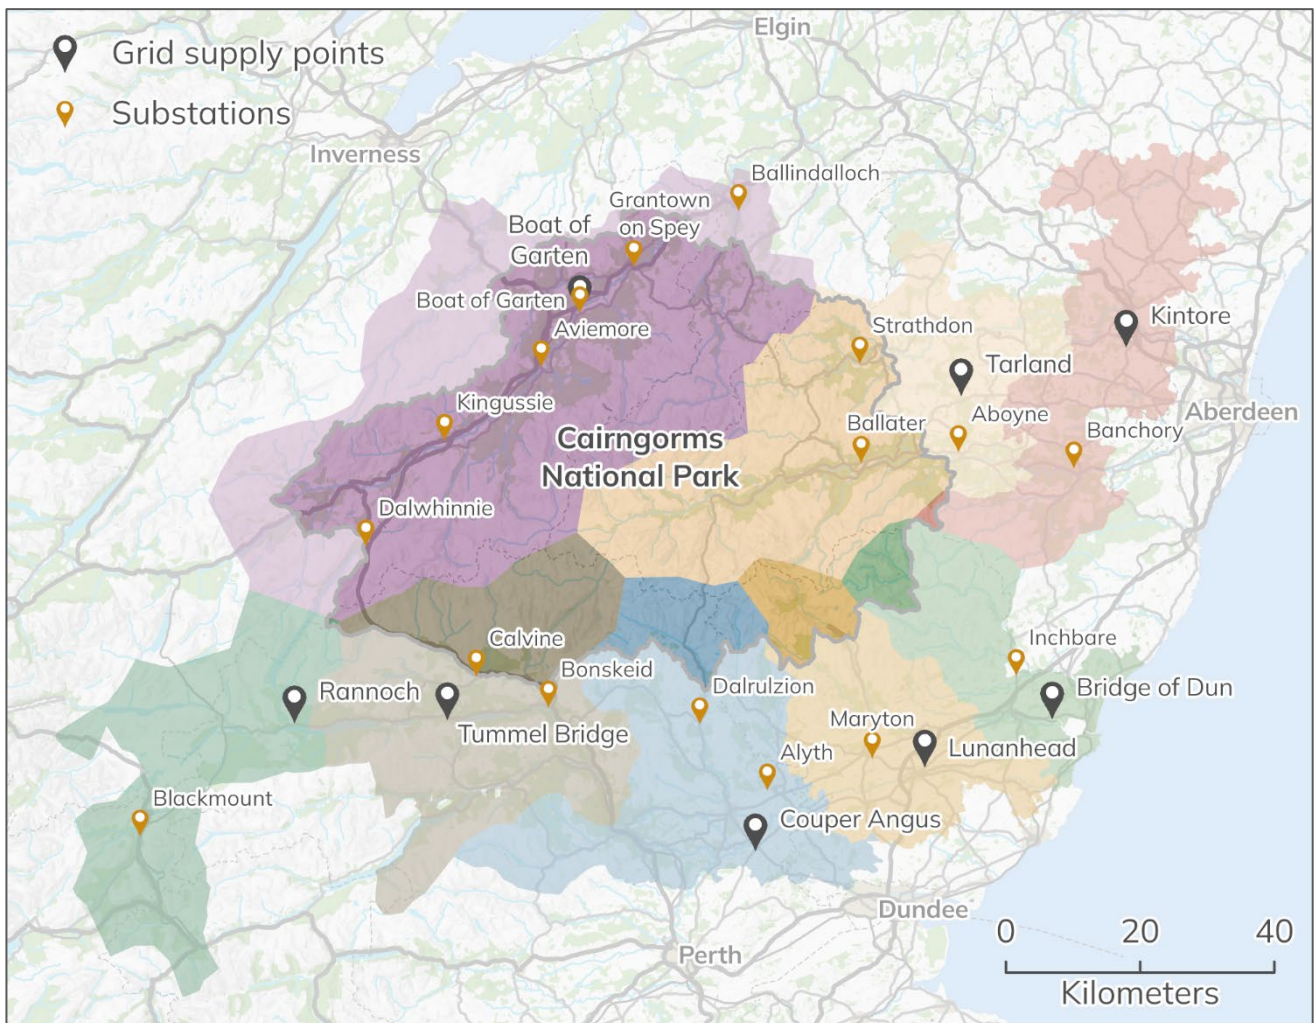 Elgin
Grid supply points
Substations
Inverness
Ballindalloch
Grantown
on Spey
Boat of
Garten
Boat of Garten
Aviemore
Strathdon
Kintore
Tarland
Kingussie
Aboyne
Aberdeen
Ballater
Banchory
Cairngorms
National Park
Dalwhinnie
Calvine
Inchbare
Bonskeid
Rannoch
Dalrulzion
Bridge of Dun
Tummel Bridge
Maryton
Lunanhead
Alyth
Blackmount
Couper Angus
Dundee
Perth
0 20 40
Kilometers